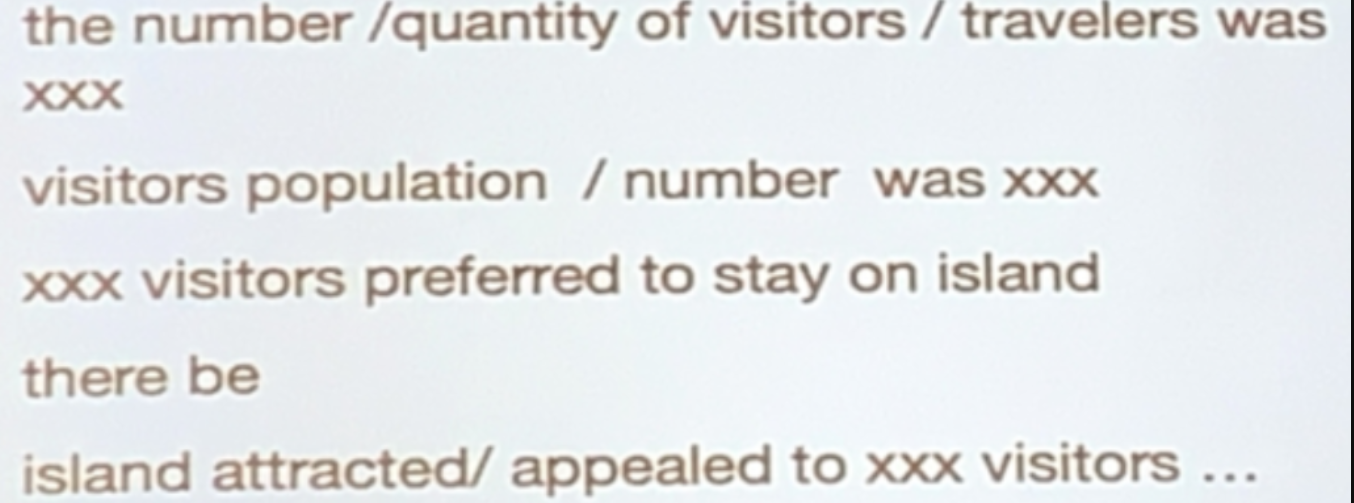 the number /quantity of visitors / travelers was
xxx
visitors population / number was xxx
xxx visitors preferred to stay on island
there be
island attracted/ appealed to xxx visitors ...